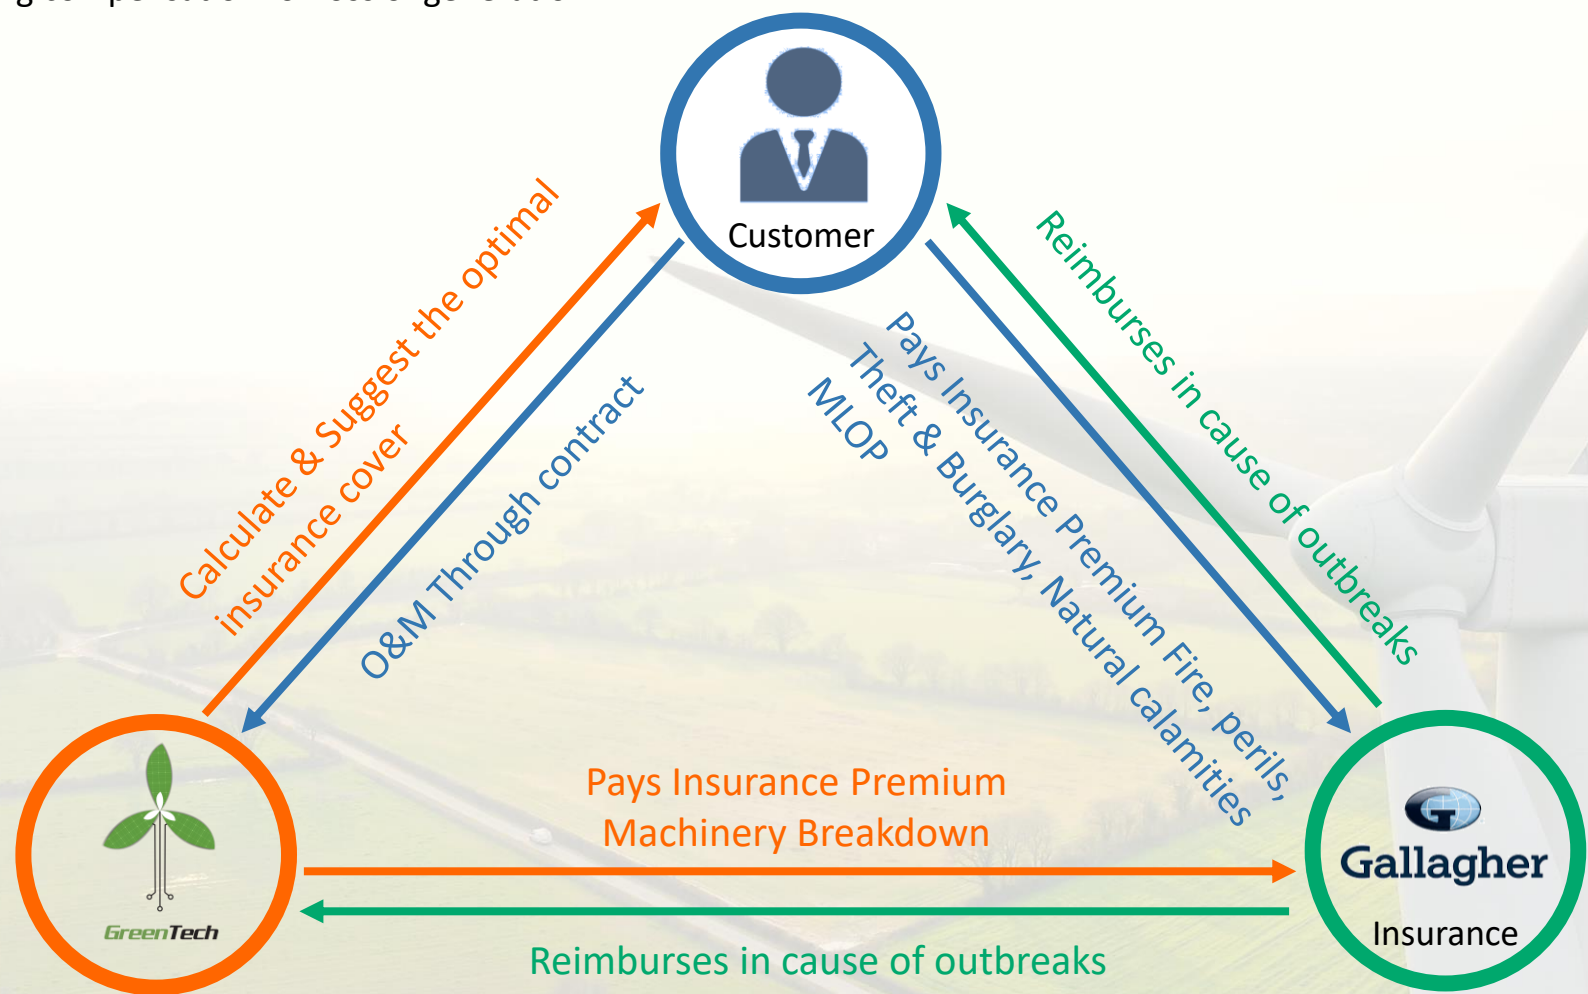 Customer
Calculate & Suggest the optimal
insurance cover
O&M Through contract
Pays Insurance Premium Fire, perils,
Theft & Burglary, Natural calamities
MLOP
Reimburses in cause of outbreaks
Pays Insurance Premium
Machinery Breakdown
Reimburses in cause of outbreaks
GreenTech
G
Gallagher
Insurance